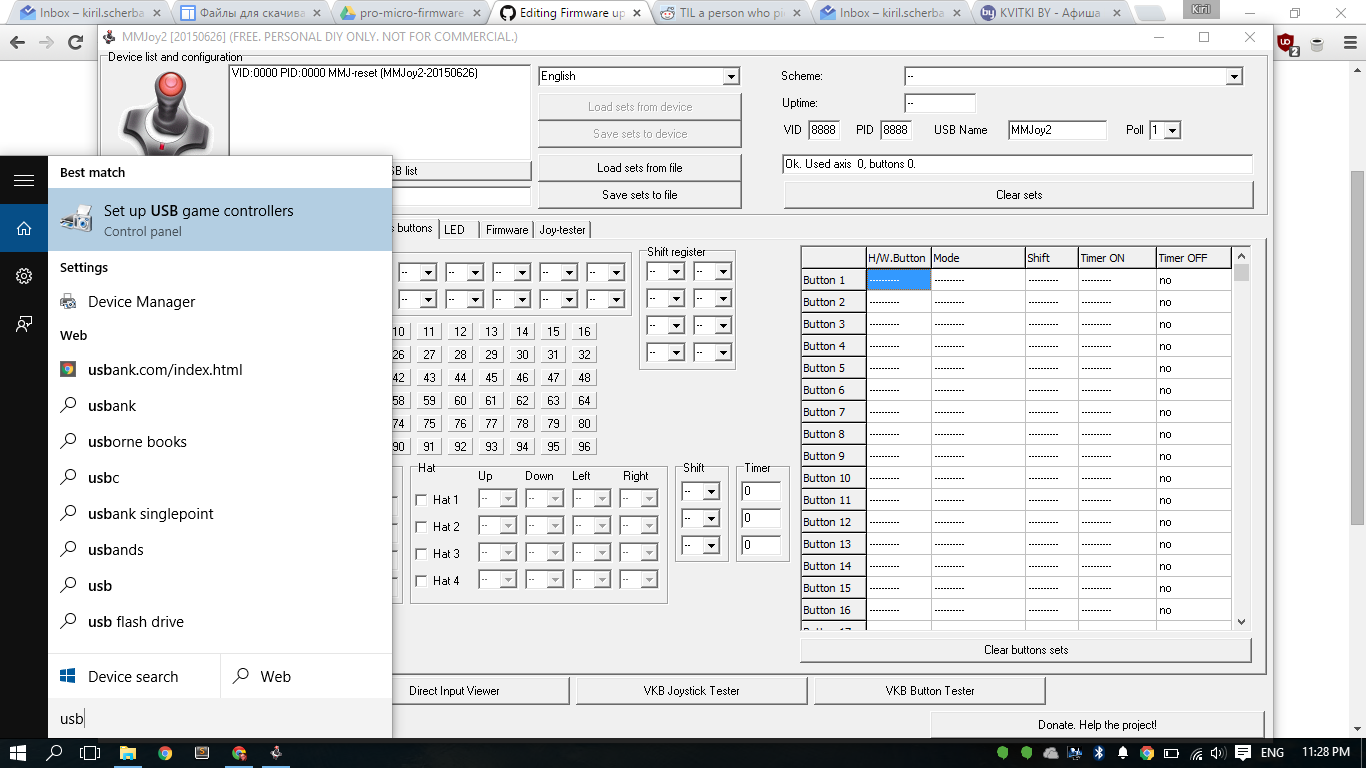 Inbox – kiril.scherba
Файлы для скачива
pro-micro-firmware
Editing Firmware up
TIL a person who pi
Inbox – kiril.scherba
KVITKI BY - Афиша
Kiril
MMJoy2 [20150626] (FREE. PERSONAL DIY ONLY. NOT FOR COMMERCIAL.)
2
Device list and configuration
VID:0000 PID:0000 MMJ-reset (MMJoy2-20150626)
English
Load sets from device
Save sets to device
Load sets from file
Save sets to file
Scheme: --
Uptime: --
VID 8888 PID 8888 USB Name MMJoy2 Poll 1
Ok. Used axis 0, buttons 0.
Clear sets
SB list
s buttons LED Firmware Joy-tester
Best match
Set up USB game controllers
Control panel
Settings
Device Manager
Web
usbank.com/index.html
usbank
usborne books
usbc
usbank singlepoint
usbands
usb
usb flash drive
Device search Web
usb
-- -- -- -- --
-- -- -- -- --
10 11 12 13 14 15 16
26 27 28 29 30 31 32
42 43 44 45 46 47 48
58 59 60 61 62 63 64
74 75 76 77 78 79 80
90 91 92 93 94 95 96
Shift register
-- --
-- --
-- --
-- --
Hat
Up Down Left Right
Hat 1 -- -- -- --
Hat 2 -- -- -- --
Hat 3 -- -- -- --
Hat 4 -- -- -- --
Shift
--
--
--
Timer
0
0
0
H/W.Button Mode Shift Timer ON Timer OFF
Button 1 --------- --------- --------- --------- no
Button 2 --------- --------- --------- --------- no
Button 3 --------- --------- --------- --------- no
Button 4 --------- --------- --------- --------- no
Button 5 --------- --------- --------- --------- no
Button 6 --------- --------- --------- --------- no
Button 7 --------- --------- --------- --------- no
Button 8 --------- --------- --------- --------- no
Button 9 --------- --------- --------- --------- no
Button 10 --------- --------- --------- --------- no
Button 11 --------- --------- --------- --------- no
Button 12 --------- --------- --------- --------- no
Button 13 --------- --------- --------- --------- no
Button 14 --------- --------- --------- --------- no
Button 15 --------- --------- --------- --------- no
Button 16 --------- --------- --------- --------- no
Clear buttons sets
Direct Input Viewer
VKB Joystick Tester
VKB Button Tester
Donate. Help the project!
ENG
11:28 PM